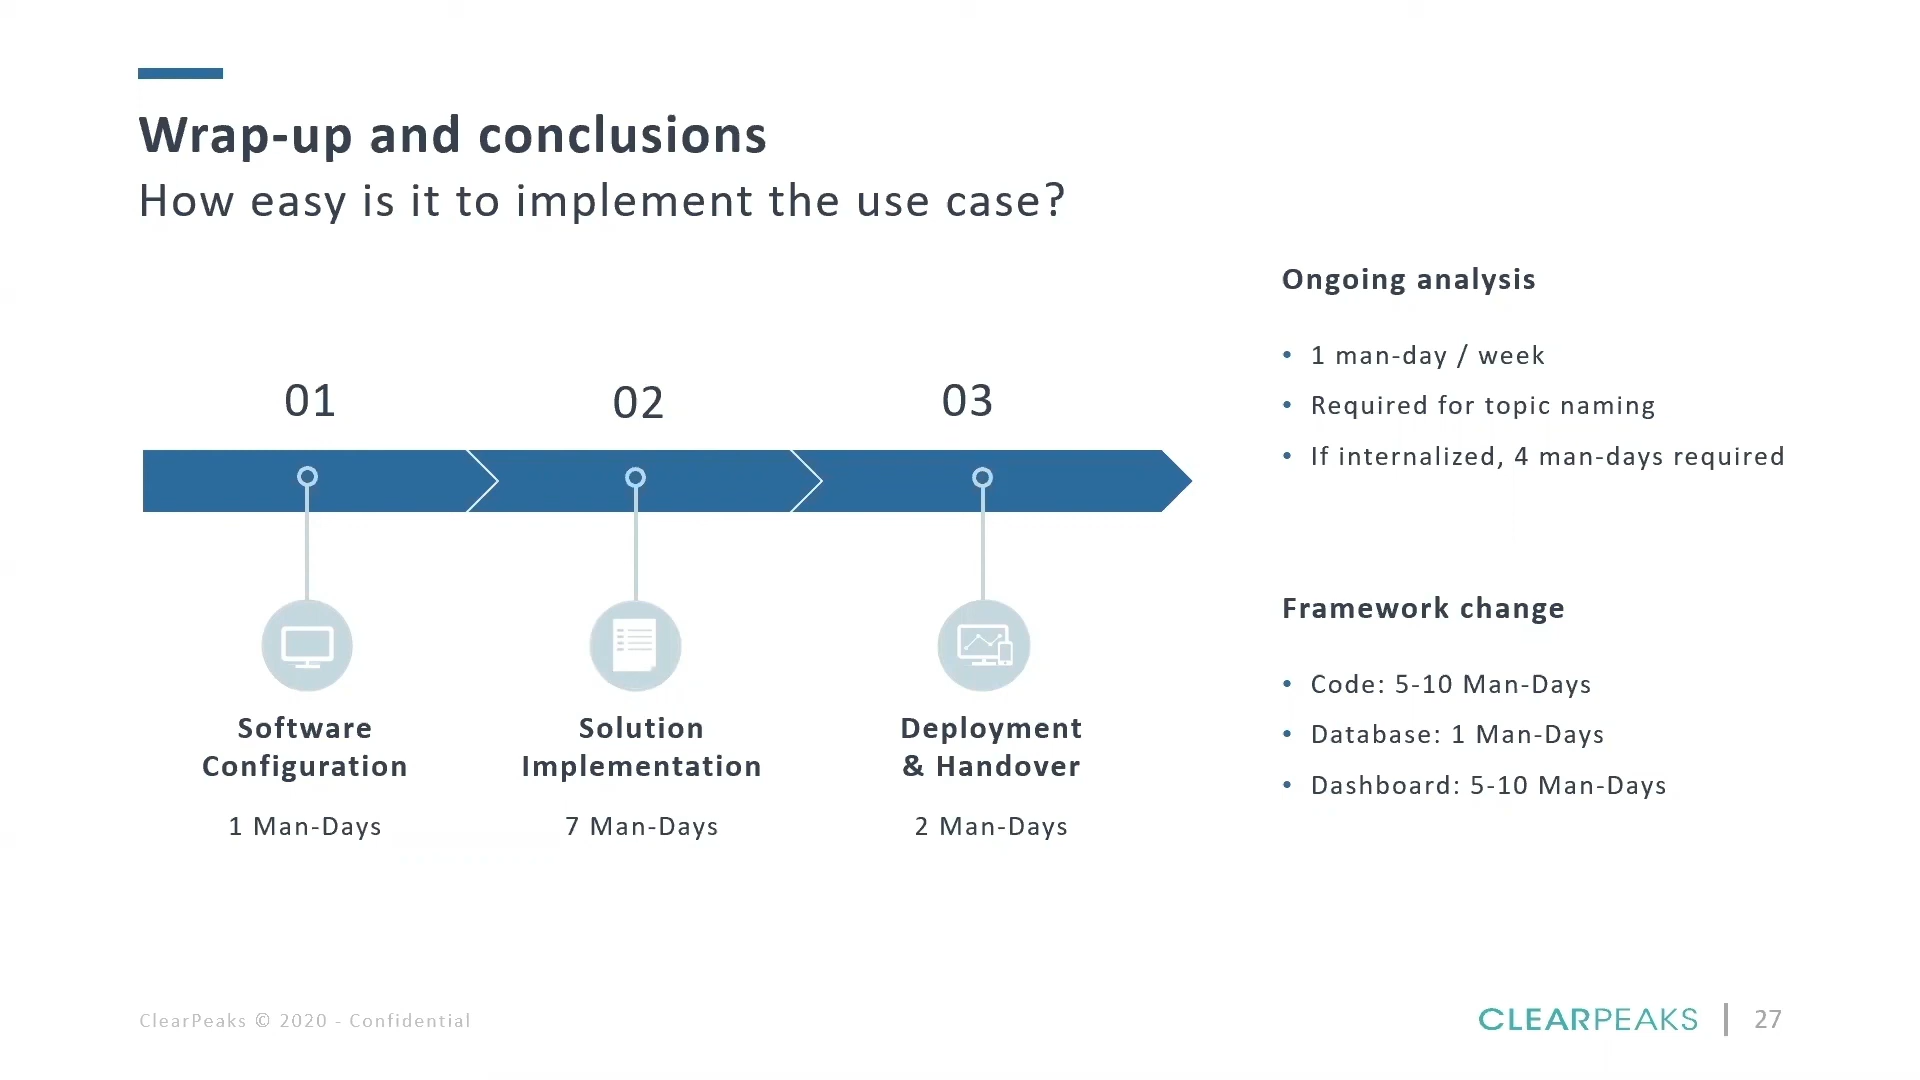 Wrap-up and conclusions
How easy is it to implement the use case?
01
02
03
Software
Configuration
1 Man-Days
Solution
Implementation
7 Man-Days
Deployment
& Handover
2 Man-Days
Ongoing analysis
• 1 man-day / week
• Required for topic naming
• If internalized, 4 man-days required
Framework change
• Code: 5-10 Man-Days
• Database: 1 Man-Days
• Dashboard: 5-10 Man-Days
ClearPeaks © 2020 - Confidential
CLEARPEAKS | 27